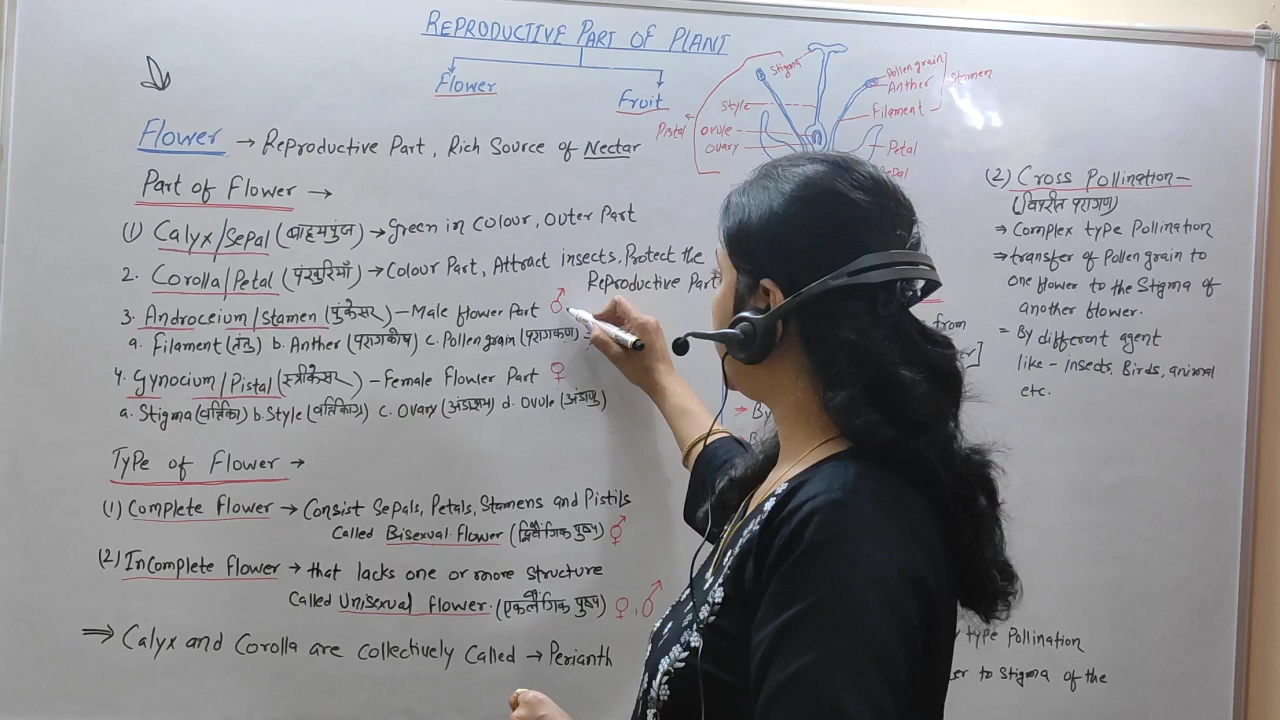 REPRODUCTIVE PART OF PLANT
Flower
Fruit
Stigma
Style
ovule
ovary
Pistal
Pollen grain
Anther
Filament
Stamen
Petal
Flower → Reproductive Part, Rich Source of Nectar
Part of Flower →
(1) Calyx/Sepal (बाह्यपुंज) → Green in colour, outer Part
2. Corolla/Petal (पंखुरियाँ) → Colour Part, Attract insects. Protect the
Reproductive Part
3. Androceium/Stamen (पुंकेसर) – Male flower Part ♂
a. Filament (तंतु) b. Anther (परागकोष) c. Pollen grain (परागकण)
4. Gynocium/Pistal (स्त्रीकेसर) – Female Flower Part ♀
a. Stigma (वर्तिका) b. Style (वर्तिकाग्र) c. Ovary (अंडाशय) d. Ovule (अंडाणु)
Type of Flower →
(1) Complete flower → Consist Sepals, Petals, Stamens and Pistils
Called Bisexual flower (द्विलैंगिक पुष्प)
(2) Incomplete flower → that lacks one or more structure
Called Unisexual flower. (एकलैंगिक पुष्प) ♀, ♂
⇒ Calyx and Corolla are collectively Called → Perianth
from
→ By
(2) Cross Pollination –
(विपरीत परागण)
⇒ Complex type Pollination
⇒ transfer of Pollen grain to
one flower to the Stigma of
another flower.
= By different agent
like – insects, Birds, animal
etc.
type Pollination
to Stigma of the